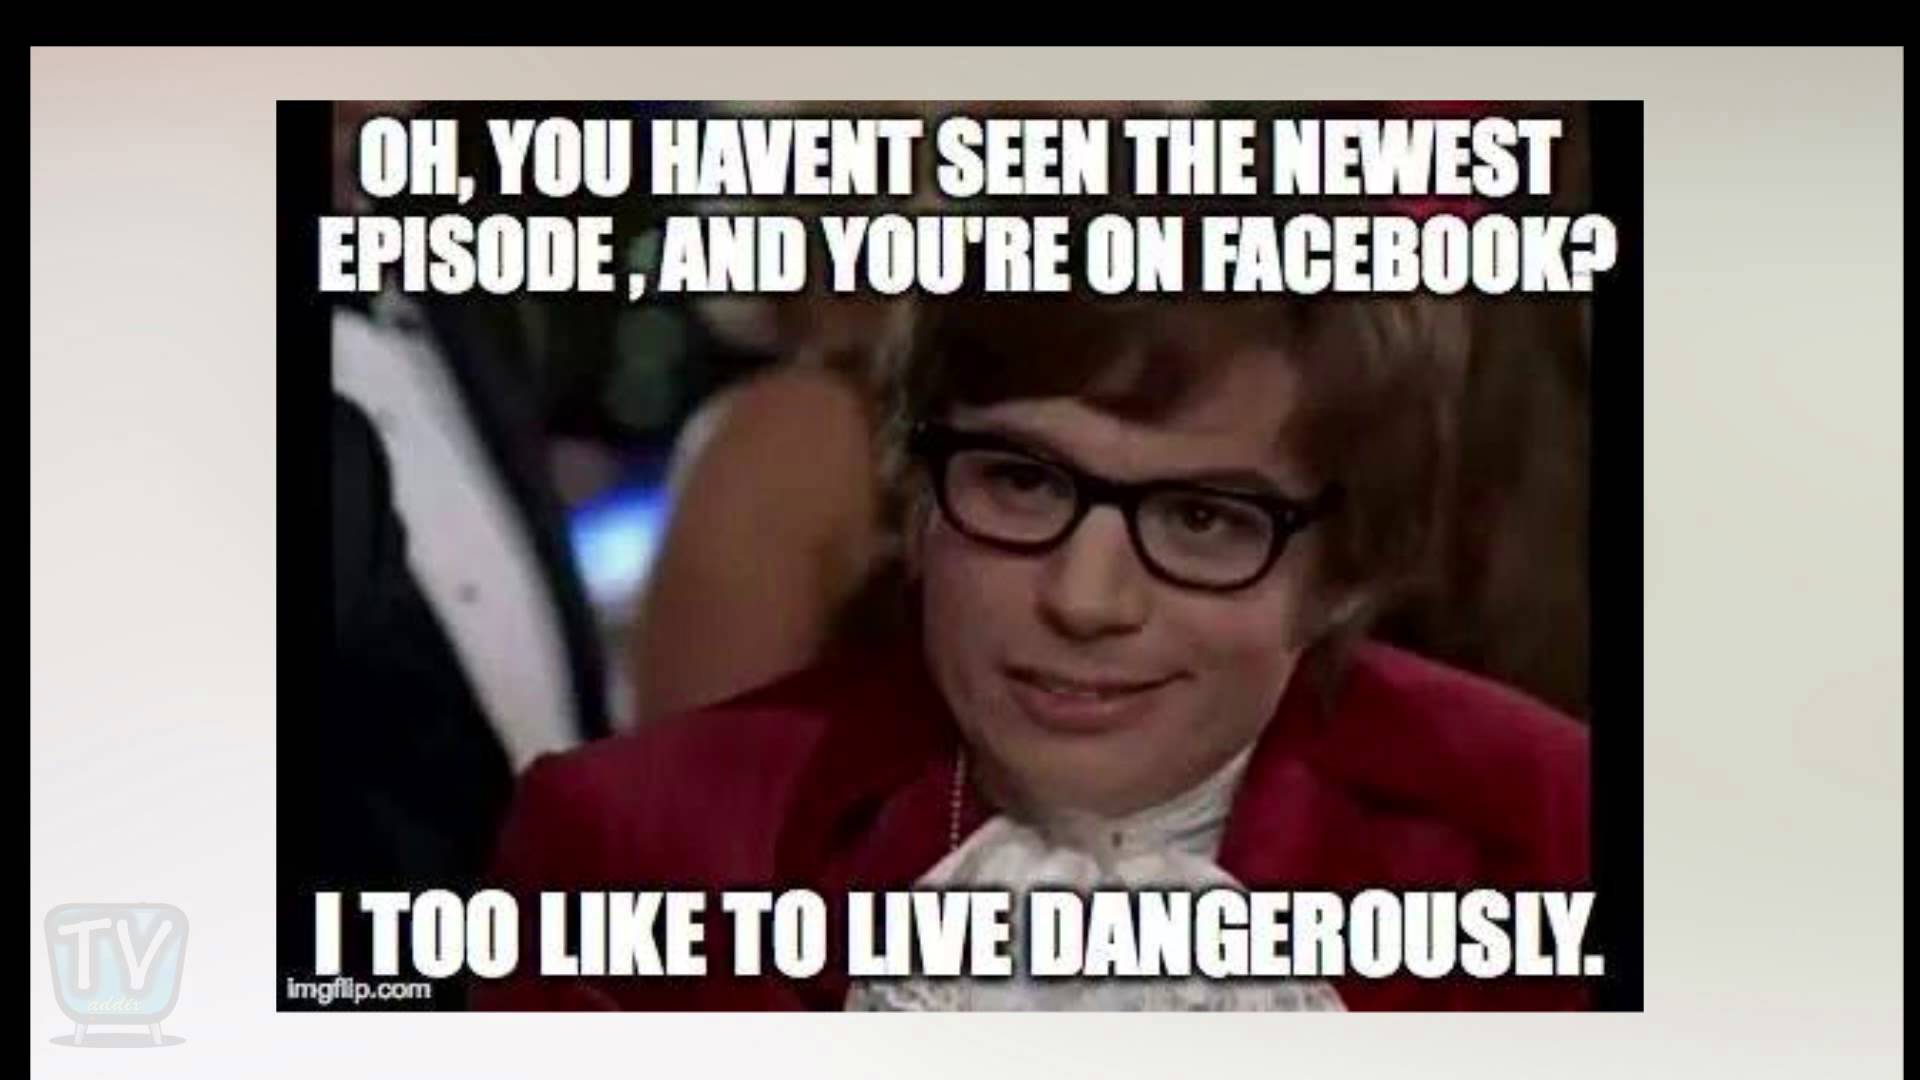 OH, YOU HAVENT SEEN THE NEWEST
EPISODE , AND YOU'RE ON FACEBOOK?
I TOO LIKE TO LIVE DANGEROUSLY.
imgflip.com
TV
addix